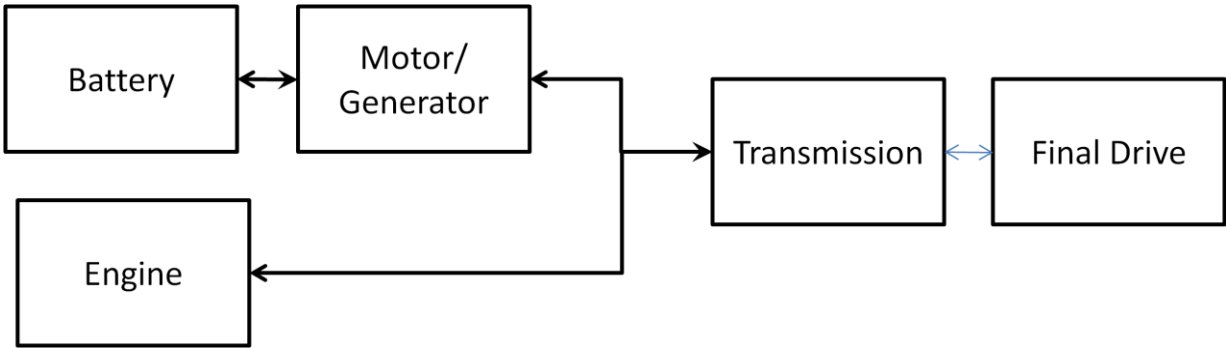 Battery
Motor/
Generator
Transmission
Final Drive
Engine